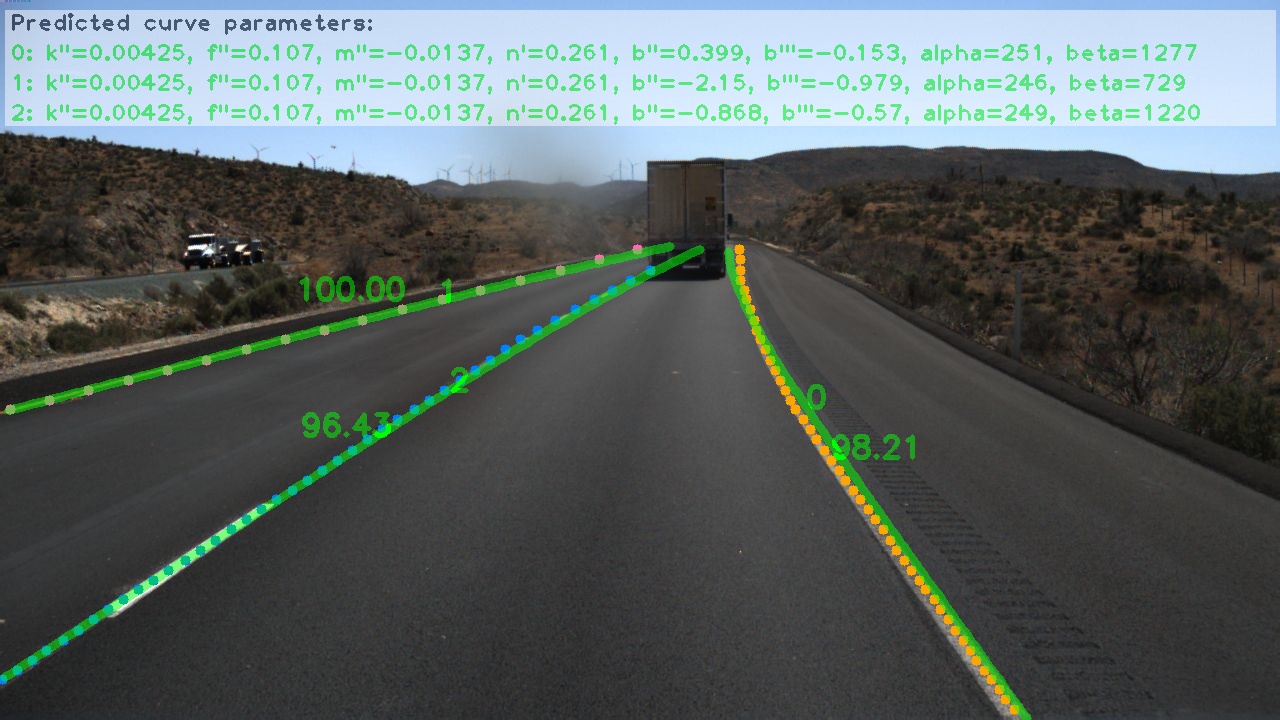 Predicted curve parameters:
0: k''=0.00425, f''=0.107, m''=-0.0137, n'=0.261, b''=0.399, b'''=-0.153, alpha=251, beta=1277
1: k''=0.00425, f''=0.107, m''=-0.0137, n'=0.261, b''=-2.15, b'''=-0.979, alpha=246, beta=729
2: k''=0.00425, f''=0.107, m''=-0.0137, n'=0.261, b''=-0.868, b'''=-0.57, alpha=249, beta=1220
100.00 1
2
0
96.43
98.21